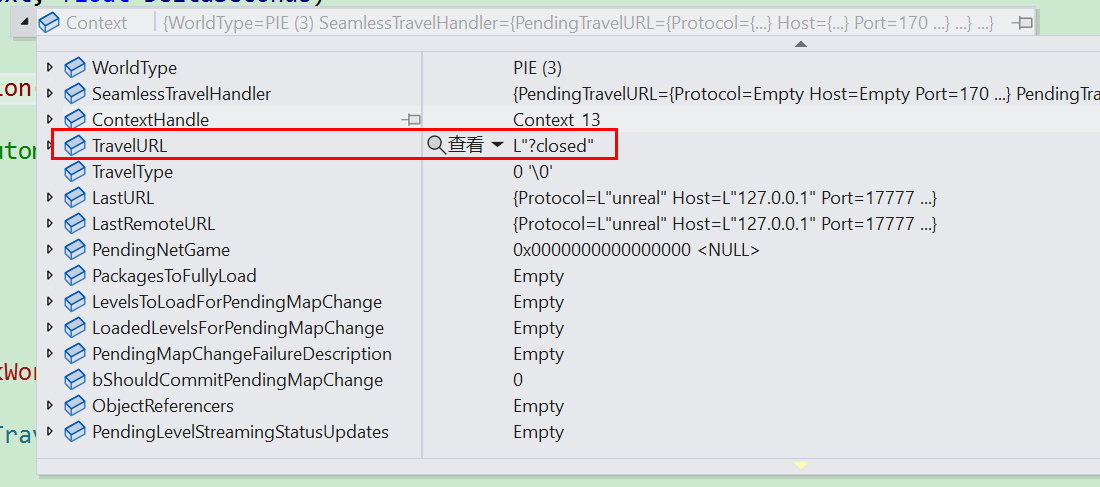 Context {WorldType=PIE (3) SeamlessTravelHandler={PendingTravelURL={Protocol={...} Host={...} Port=170 ...} ...} ...}
WorldType PIE (3)
SeamlessTravelHandler {PendingTravelURL={Protocol=Empty Host=Empty Port=170 ...} PendingTra
ContextHandle Context_13
TravelURL 查看 L"?closed"
TravelType 0 '\0'
LastURL {Protocol=L"unreal" Host=L"127.0.0.1" Port=17777 ...}
LastRemoteURL {Protocol=L"unreal" Host=L"127.0.0.1" Port=17777 ...}
PendingNetGame 0x0000000000000000 <NULL>
PackagesToFullyLoad Empty
LevelsToLoadForPendingMapChange Empty
LoadedLevelsForPendingMapChange Empty
PendingMapChangeFailureDescription Empty
bShouldCommitPendingMapChange 0
ObjectReferencers Empty
PendingLevelStreamingStatusUpdates Empty